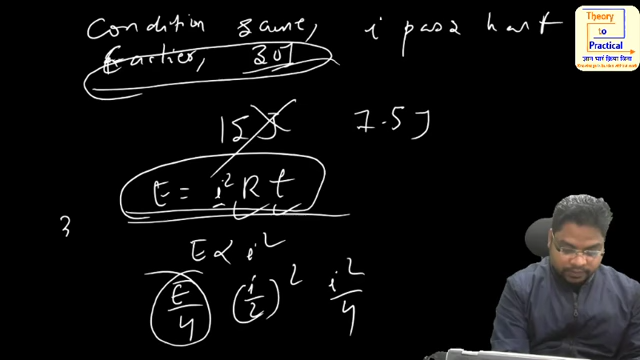 Condition same, i pass half
Earlier, 30J
15 J 7.5 J
E = i² R t
3
E ∝ i²
E/4 (i/2)² i²/4
Theory
to
Practical
ज्ञान भारं क्रिया विना